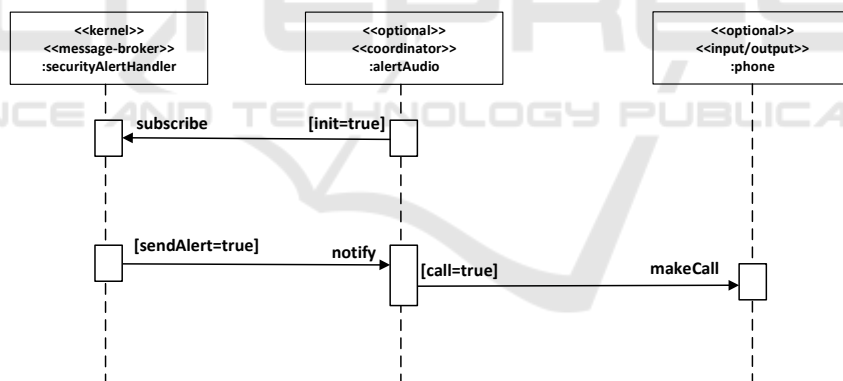 <<kernel>>
<<message-broker>>
:securityAlertHandler
<<optional>>
<<coordinator>>
:alertAudio
<<optional>>
<<input/output>>
:phone
subscribe [init=true]
[sendAlert=true] notify
[call=true] makeCall